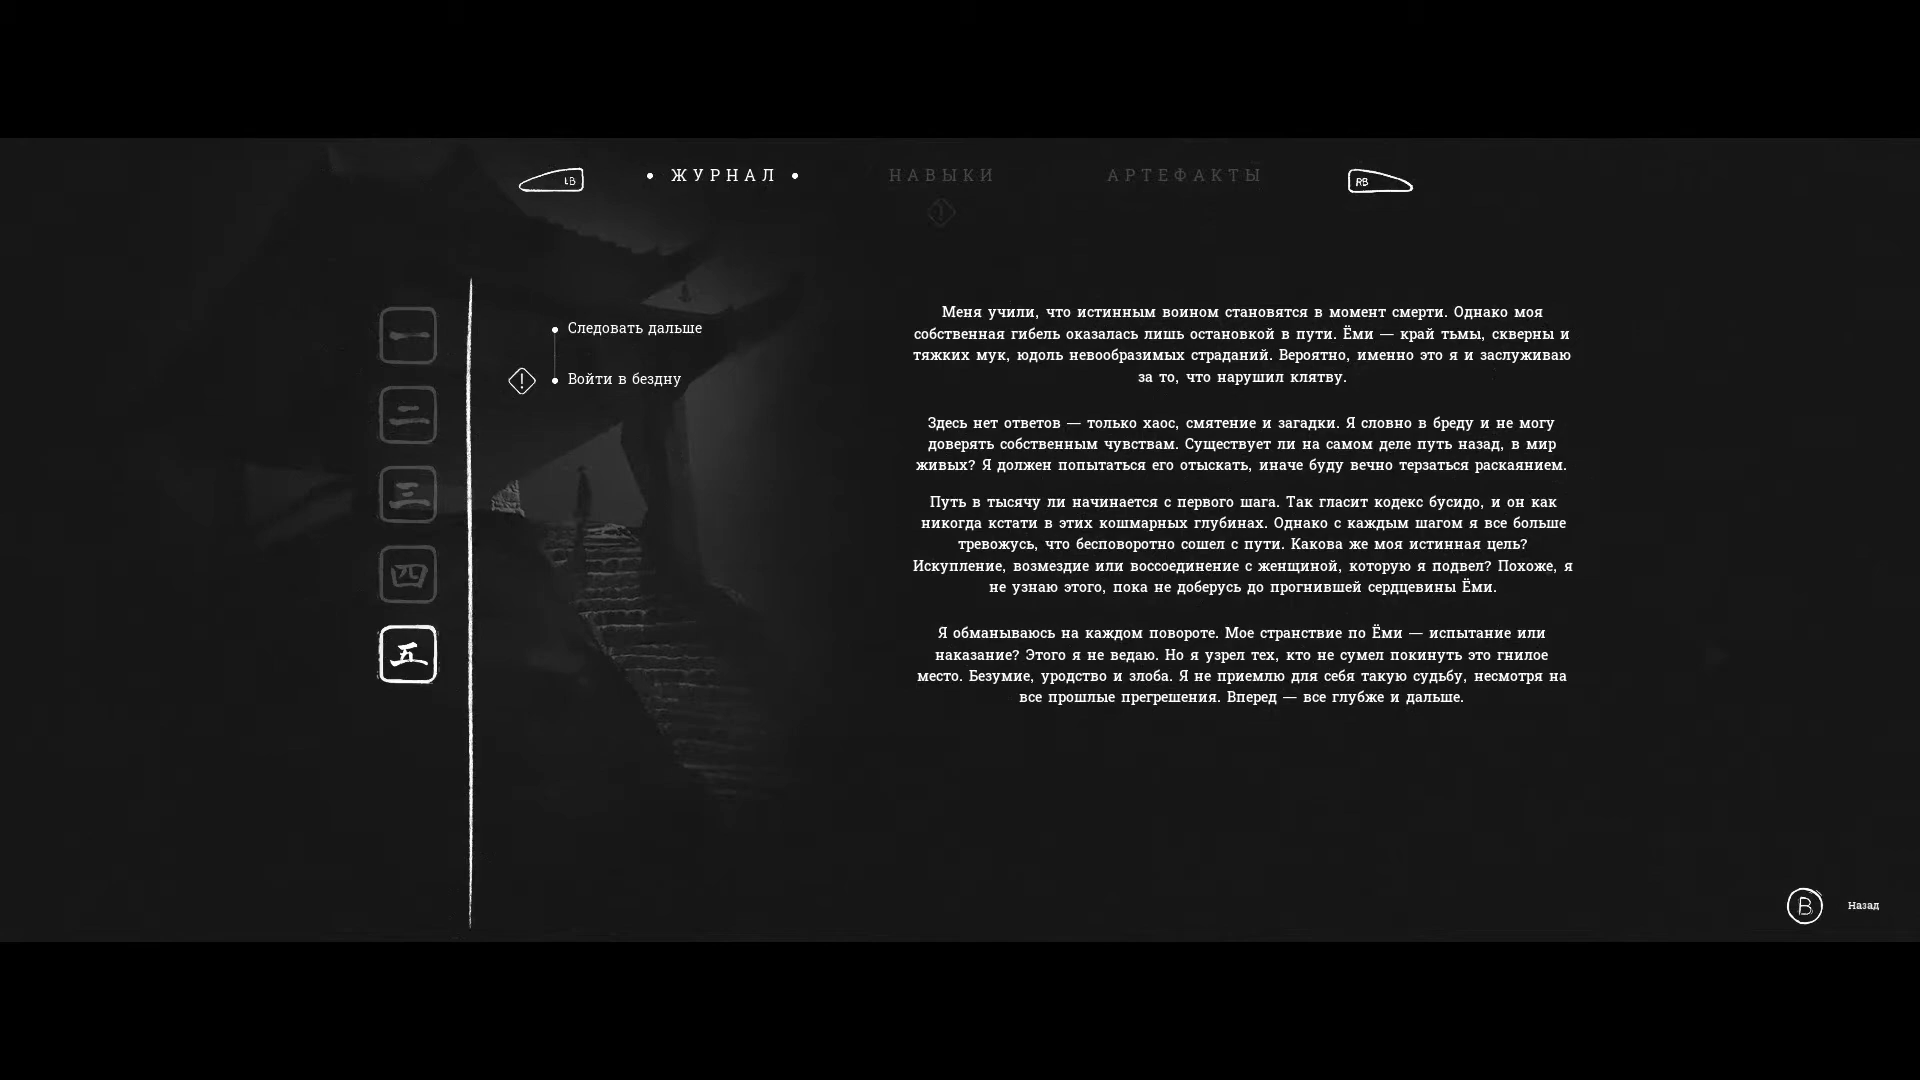 LB
• ЖУРНАЛ •
НАВЫКИ
АРТЕФАКТЫ
RB
!
一
二
三
四
五
Следовать дальше
! Войти в бездну
Меня учили, что истинным воином становятся в момент смерти. Однако моя
собственная гибель оказалась лишь остановкой в пути. Ёми — край тьмы, скверны и
тяжких мук, юдоль невообразимых страданий. Вероятно, именно это я и заслуживаю
за то, что нарушил клятву.
Здесь нет ответов — только хаос, смятение и загадки. Я словно в бреду и не могу
доверять собственным чувствам. Существует ли на самом деле путь назад, в мир
живых? Я должен попытаться его отыскать, иначе буду вечно терзаться раскаянием.
Путь в тысячу ли начинается с первого шага. Так гласит кодекс бусидо, и он как
никогда кстати в этих кошмарных глубинах. Однако с каждым шагом я все больше
тревожусь, что бесповоротно сошел с пути. Какова же моя истинная цель?
Искупление, возмездие или воссоединение с женщиной, которую я подвел? Похоже, я
не узнаю этого, пока не доберусь до прогнившей сердцевины Ёми.
Я обманываюсь на каждом повороте. Мое странствие по Ёми — испытание или
наказание? Этого я не ведаю. Но я узрел тех, кто не сумел покинуть это гнилое
место. Безумие, уродство и злоба. Я не приемлю для себя такую судьбу, несмотря на
все прошлые прегрешения. Вперед — все глубже и дальше.
B Назад